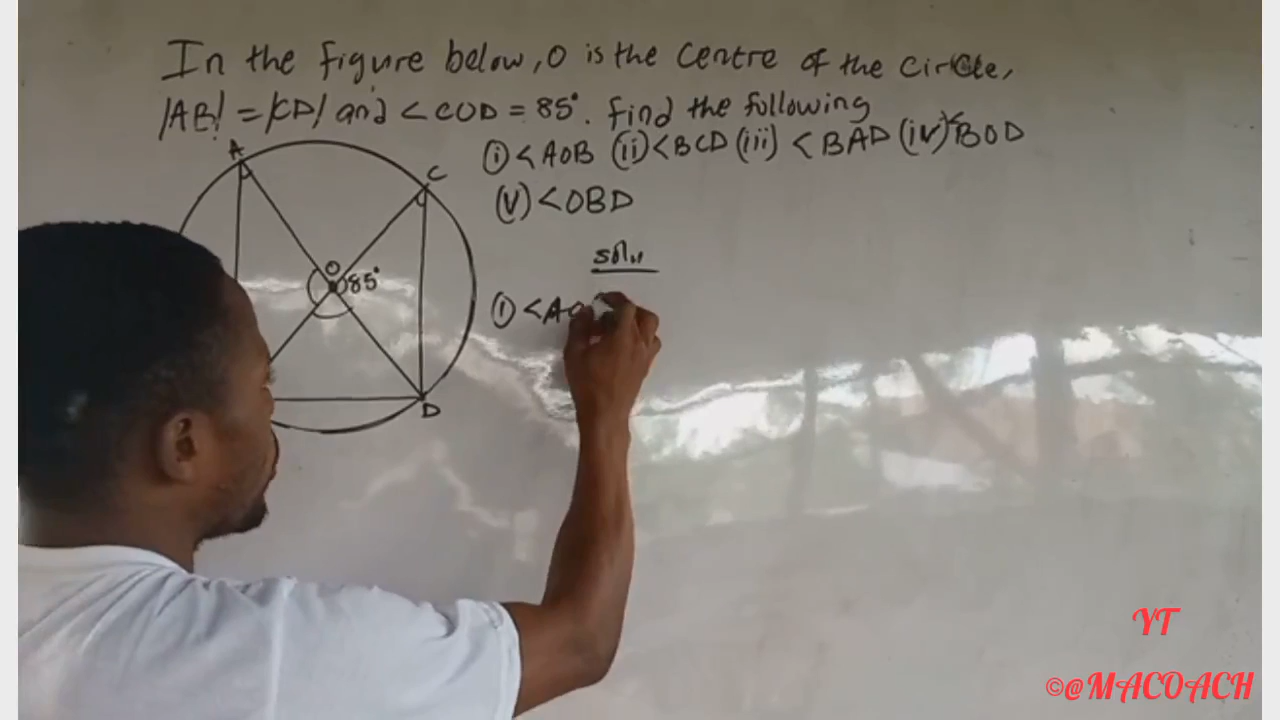 In the figure below, O is the Centre of the Circle,
|AB| = |CD| and <COD = 85°. find the following
(i) <AOB (ii) <BCD (iii) <BAD (iv) <BOD
(v) <OBD
A
C
soln
O
85°
(i) <AO
D
YT
©@MACOACH